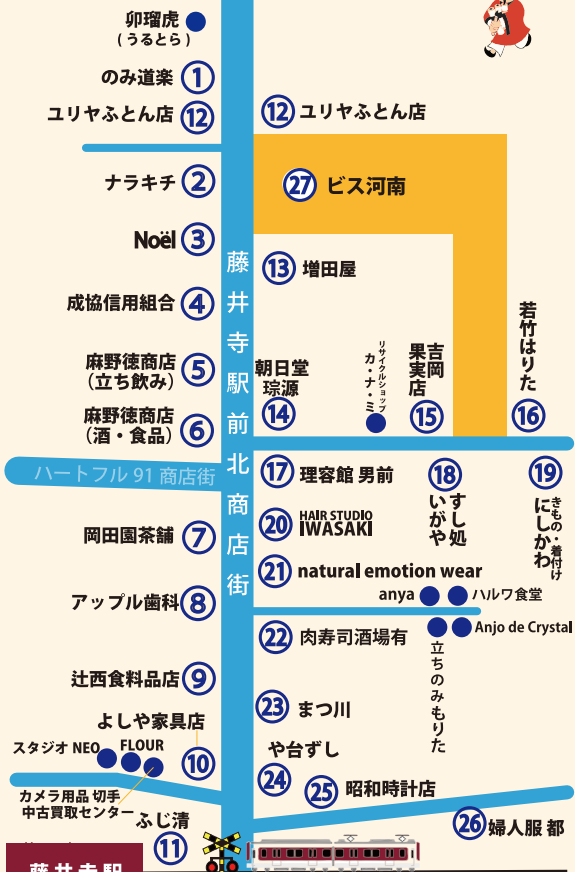 卯瑠虎
(うるとら)
のみ道楽 1
ユリヤふとん店 12
12 ユリヤふとん店
ナラキチ 2
27 ビス河南
Noël 3
13 増田屋
成協信用組合 4
藤井寺駅前北商店街
麻野徳商店
(立ち飲み)
5
朝日堂
琮源
14
リサイクルショップ
カ・ナ・ミ
吉岡
果実店
15
若竹はりた
16
麻野徳商店
(酒・食品)
6
ハートフル 91 商店街
17 理容館 男前
18
すし処
いがや
19
きもの・着付け
にしかわ
岡田園茶舗 7
20 HAIR STUDIO
IWASAKI
21 natural emotion wear
anya
ハルワ食堂
アップル歯科 8
22 肉寿司酒場有
Anjo de Crystal
立ちのみもりた
辻西食料品店 9
23 まつ川
よしや家具店
10
スタジオ NEO
FLOUR
カメラ用品 切手
中古買取センター
や台ずし
24
25 昭和時計店
26 婦人服 都
ふじ清
11
藤井寺駅